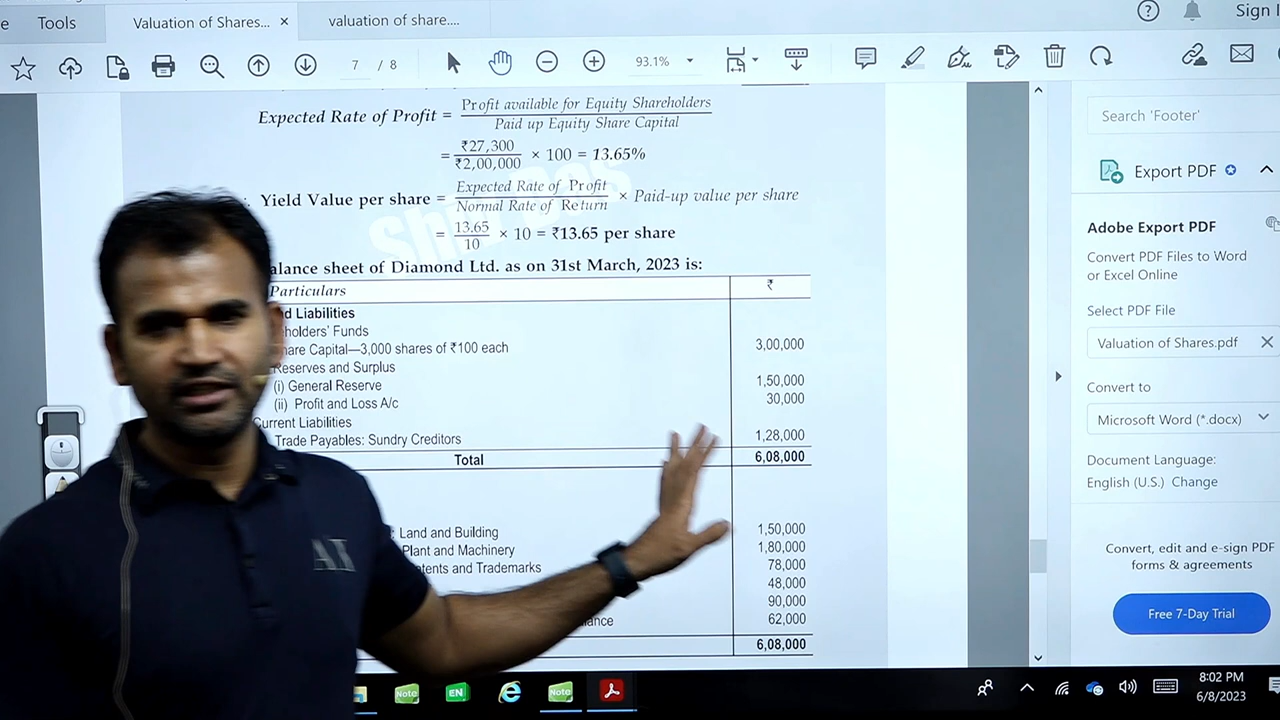 e Tools Valuation of Shares... × valuation of share.... Sign I
7 / 8 93.1%
Expected Rate of Profit = Profit available for Equity Shareholders / Paid up Equity Share Capital
= ₹27,300 / ₹2,00,000 × 100 = 13.65%
Yield Value per share = Expected Rate of Profit / Normal Rate of Return × Paid-up value per share
= 13.65 / 10 × 10 = ₹13.65 per share
alance sheet of Diamond Ltd. as on 31st March, 2023 is:
Particulars ₹
d Liabilities
holders' Funds
hare Capital—3,000 shares of ₹100 each 3,00,000
Reserves and Surplus
(i) General Reserve 1,50,000
(ii) Profit and Loss A/c 30,000
Current Liabilities
Trade Payables: Sundry Creditors 1,28,000
Total 6,08,000
Land and Building 1,50,000
Plant and Machinery 1,80,000
tents and Trademarks 78,000
48,000
90,000
ance 62,000
6,08,000
Search 'Footer'
Export PDF
Adobe Export PDF
Convert PDF Files to Word
or Excel Online
Select PDF File
Valuation of Shares.pdf ×
Convert to
Microsoft Word (*.docx)
Document Language:
English (U.S.) Change
Convert, edit and e-sign PDF
forms & agreements
Free 7-Day Trial
AX
Note EN Note
8:02 PM
6/8/2023